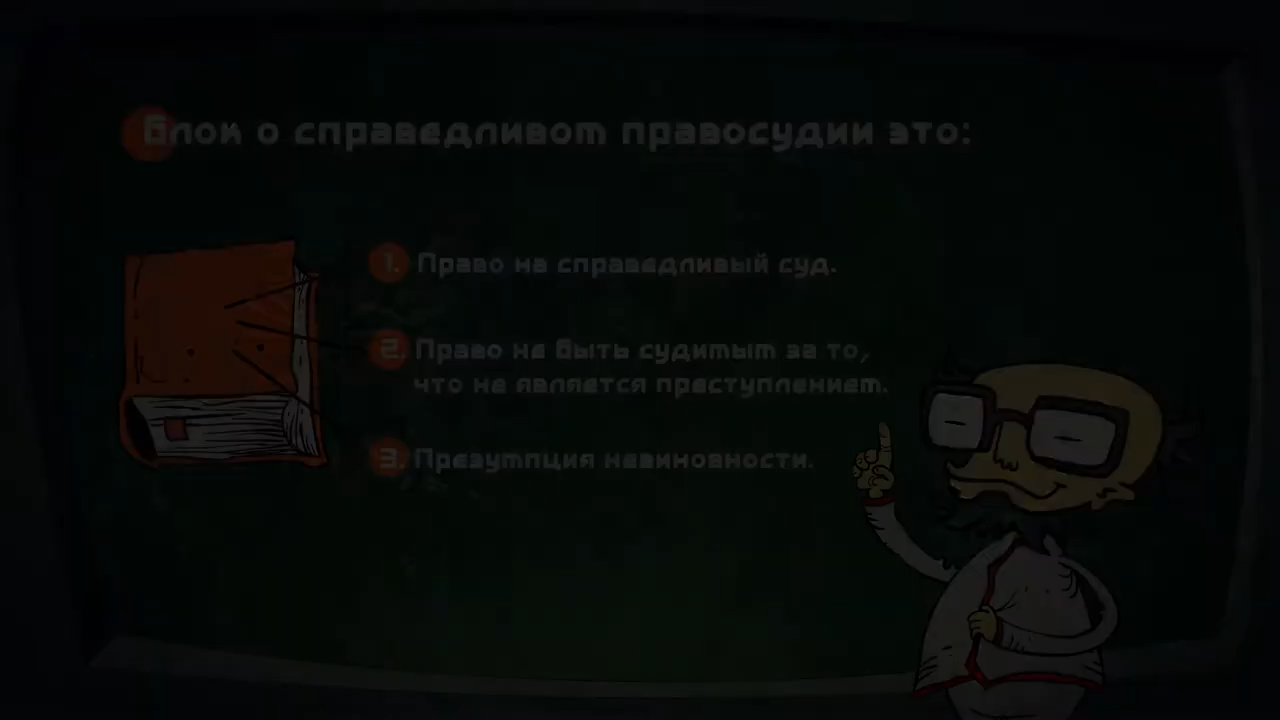 Блок о справедливом правосудии это:
1. Право на справедливый суд.
2. Право не быть судимым за то,
что не является преступлением.
3. Презумпция невиновности.